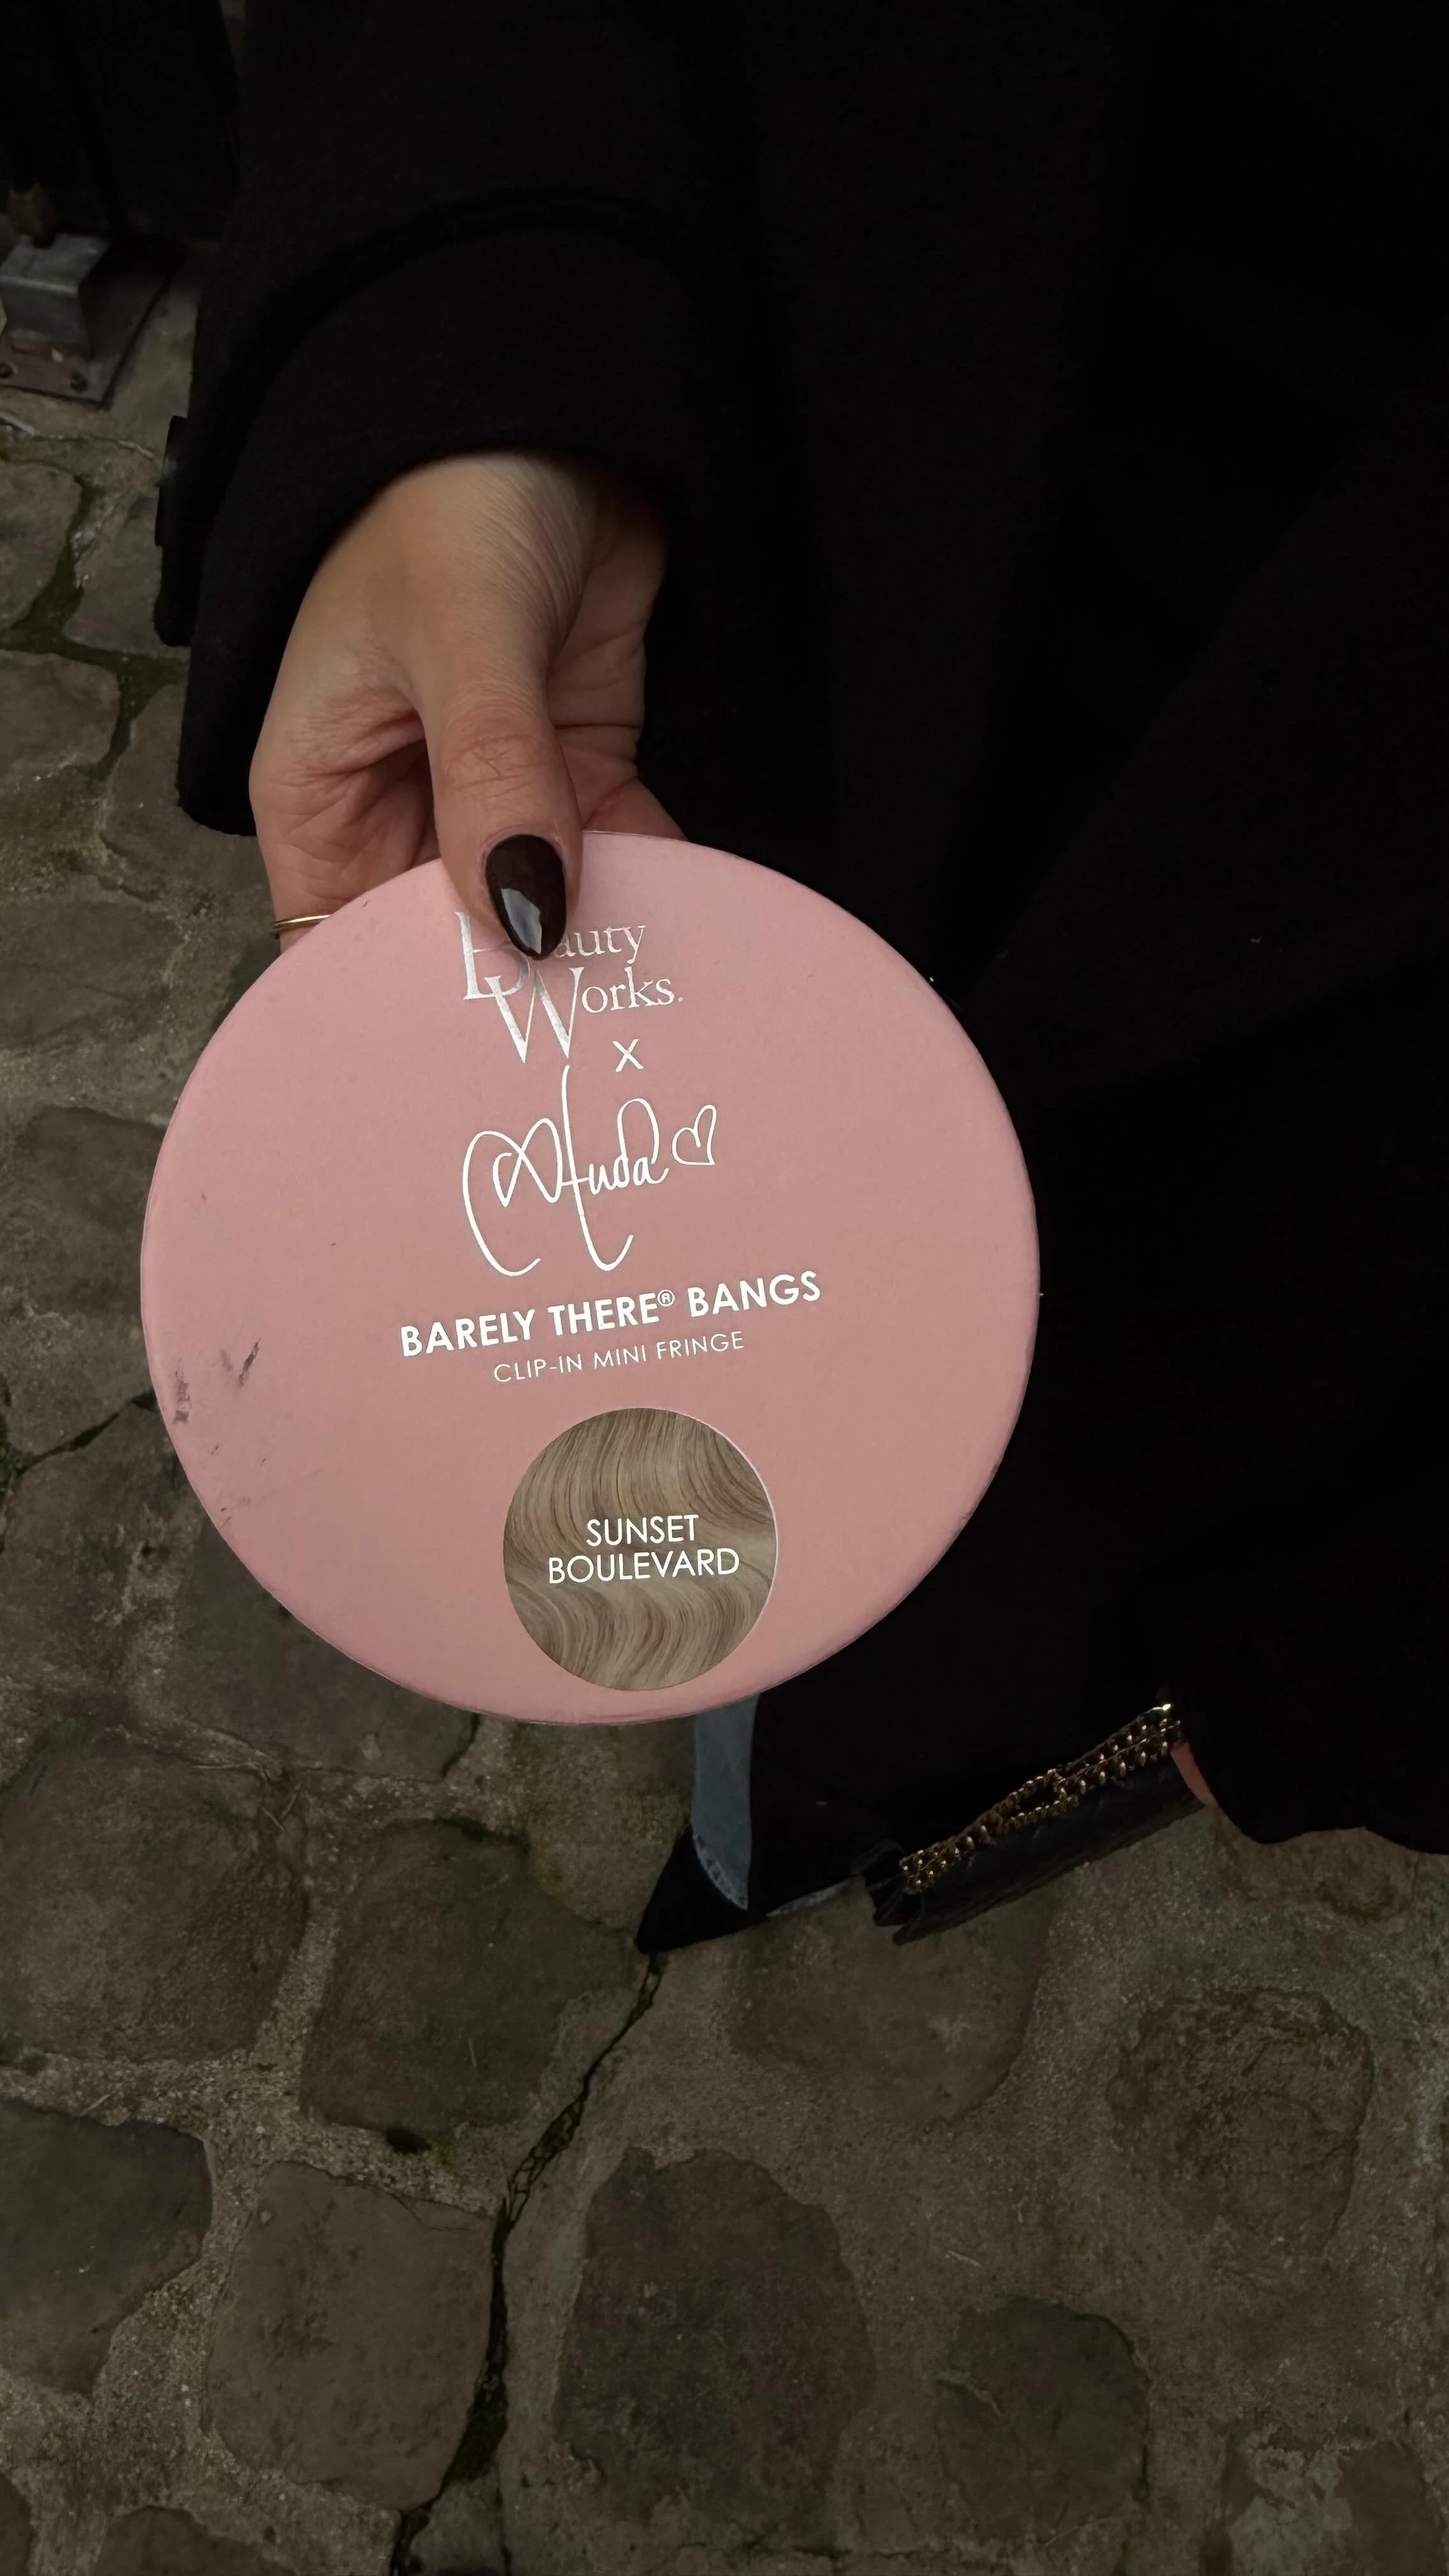 Beauty
Works.
x
Huda♡
BARELY THERE® BANGS
CLIP-IN MINI FRINGE
SUNSET
BOULEVARD